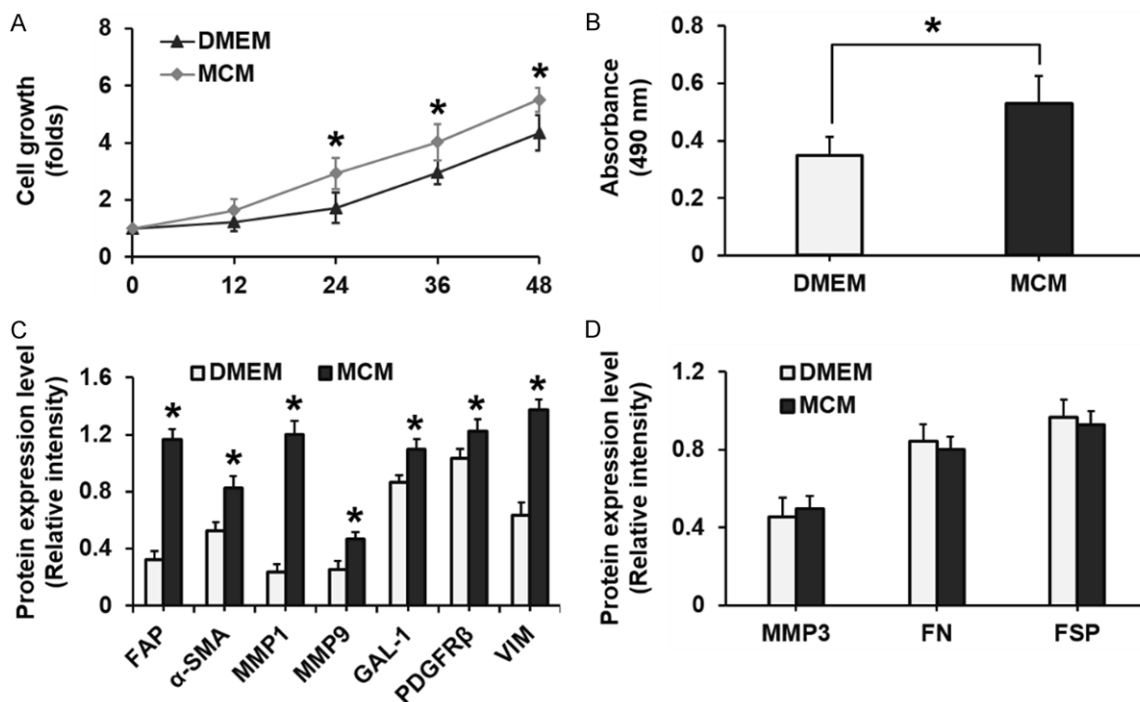 A
Cell growth
(folds)
8
6
4
2
0
DMEM
MCM
*
*
*
0 12 24 36 48
B
Absorbance
(490 nm)
0.8
0.6
0.4
0.2
0
*
DMEM MCM
C
Protein expression level
(Relative intensity)
1.6
1.2
0.8
0.4
0
DMEM MCM
* * * * * * *
FAP
α-SMA
MMP1
MMP9
GAL-1
PDGFRβ
VIM
D
Protein expression level
(Relative intensity)
1.2
0.8
0.4
0
DMEM
MCM
MMP3 FN FSP